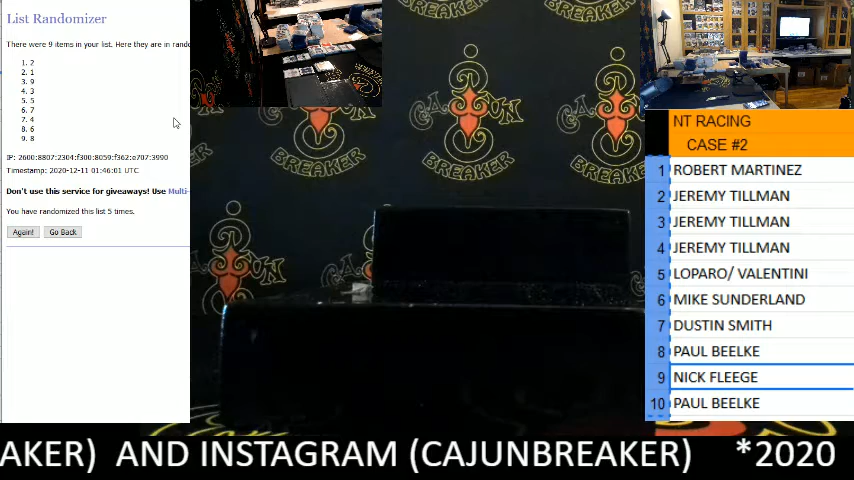 List Randomizer
There were 9 items in your list. Here they are in rand
1. 2
2. 1
3. 9
4. 3
5. 5
6. 7
7. 4
8. 6
9. 8
IP: 2600:8807:2304:f300:8059:f362:e707:3990
Timestamp: 2020-12-11 01:46:01 UTC
Don't use this service for giveaways! Use Multi-
You have randomized this list 5 times.
Again! Go Back
BREAKER
BREAKER
NT RACING
CASE #2
1 ROBERT MARTINEZ
2 JEREMY TILLMAN
3 JEREMY TILLMAN
4 JEREMY TILLMAN
5 LOPARO/ VALENTINI
6 MIKE SUNDERLAND
7 DUSTIN SMITH
8 PAUL BEELKE
9 NICK FLEEGE
10 PAUL BEELKE
AKER) AND INSTAGRAM (CAJUNBREAKER) *2020